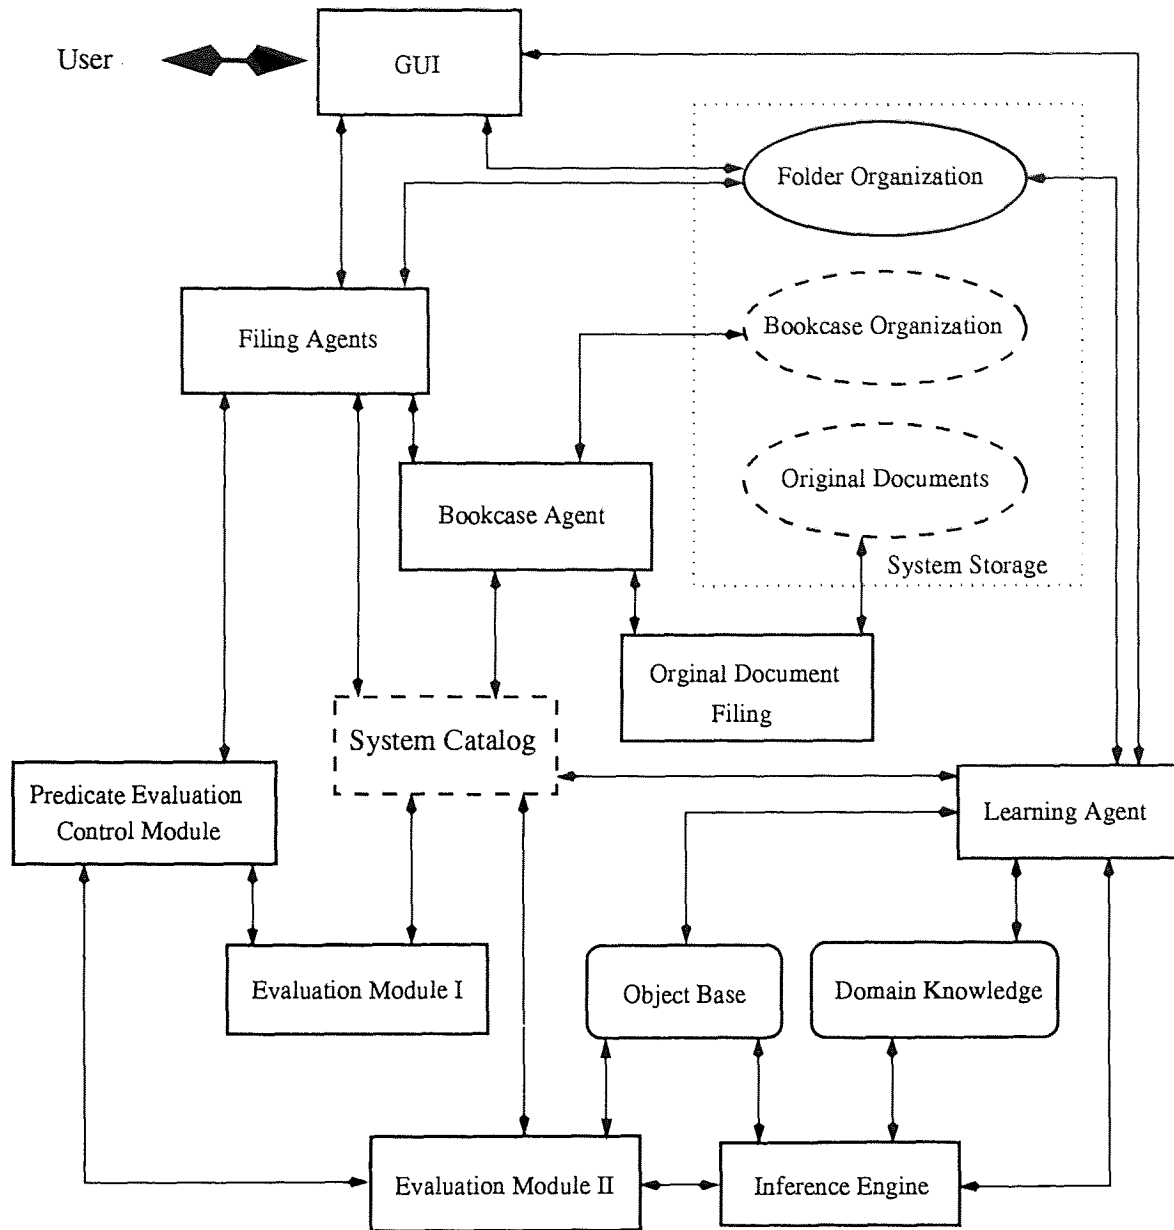 User
GUI
Folder Organization
Filing Agents
Bookcase Organization
Original Documents
Bookcase Agent
System Storage
Orginal Document
Filing
System Catalog
Predicate Evaluation
Control Module
Learning Agent
Evaluation Module I
Object Base
Domain Knowledge
Evaluation Module II
Inference Engine